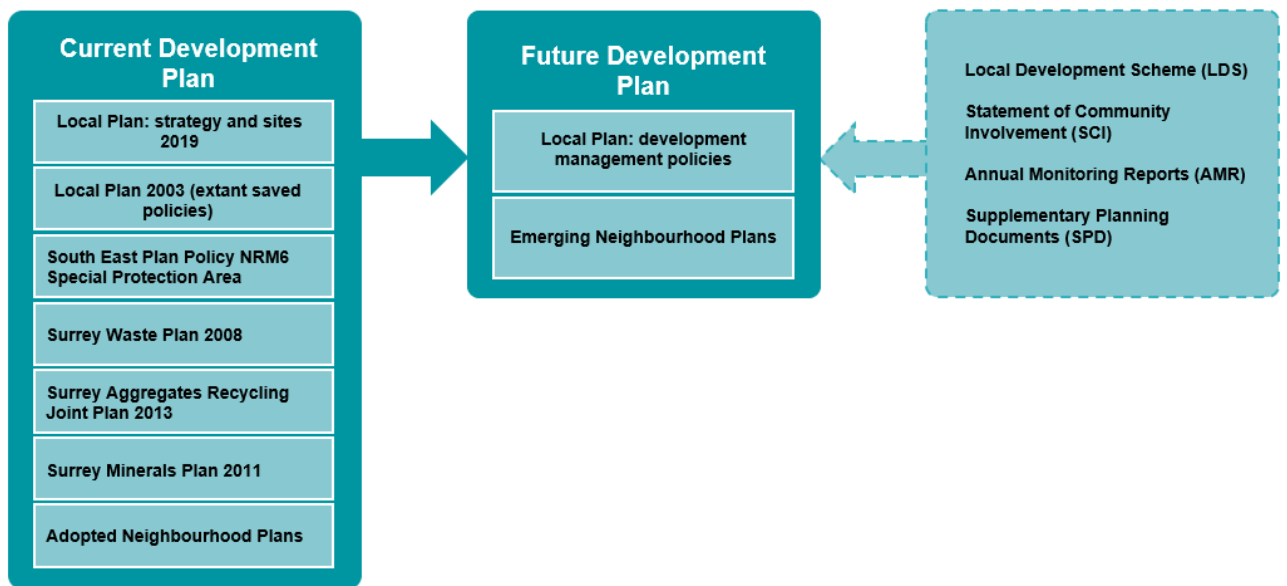 Current Development
Plan
Local Plan: strategy and sites
2019
Local Plan 2003 (extant saved
policies)
South East Plan Policy NRM6
Special Protection Area
Surrey Waste Plan 2008
Surrey Aggregates Recycling
Joint Plan 2013
Surrey Minerals Plan 2011
Adopted Neighbourhood Plans
Future Development
Plan
Local Plan: development
management policies
Emerging Neighbourhood Plans
Local Development Scheme (LDS)
Statement of Community
Involvement (SCI)
Annual Monitoring Reports (AMR)
Supplementary Planning
Documents (SPD)